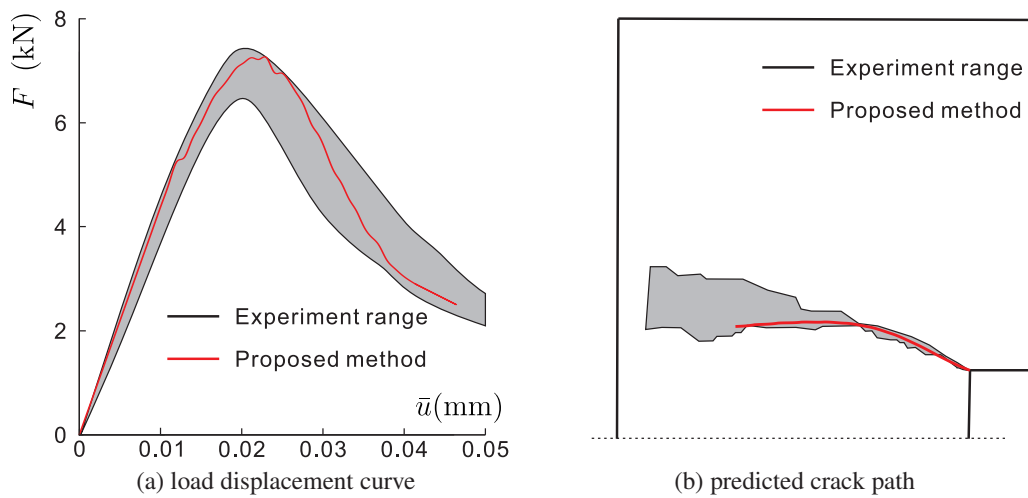 F (kN)
8
6
4
2
0
0 0.01 0.02 0.03 0.04 0.05
ū(mm)
Experiment range
Proposed method
(a) load displacement curve
Experiment range
Proposed method
(b) predicted crack path